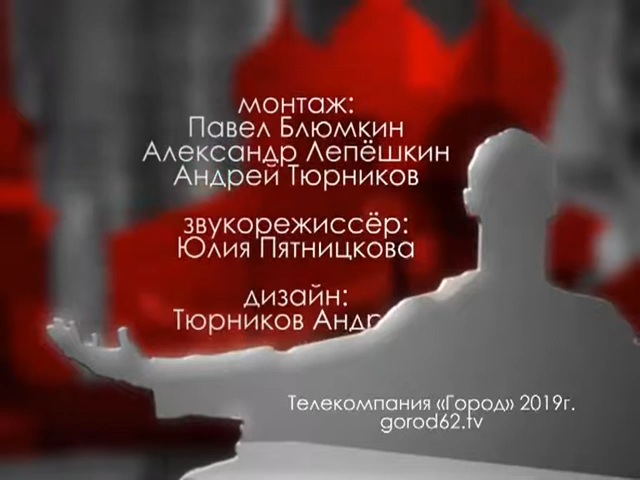 монтаж:
Павел Блюмкин
Александр Лепёшкин
Андрей Тюрников
звукорежиссёр:
Юлия Пятницкова
дизайн:
Тюрников
Телекомпания «Город» 2019г.
gorod62.tv